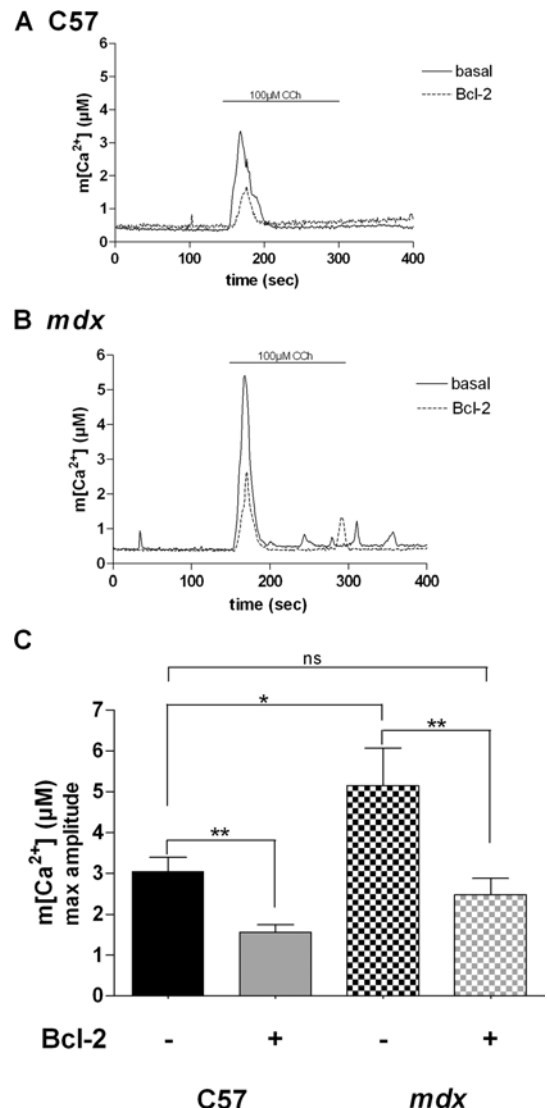 A C57
6
5
4
3
2
1
0
m[Ca²⁺] (µM)
100µM CCh
basal
Bcl-2
0 100 200 300 400
time (sec)
B mdx
6
5
4
3
2
1
0
m[Ca²⁺] (µM)
100µM CCh
basal
Bcl-2
0 100 200 300 400
time (sec)
C
ns
*
**
**
7
6
5
4
3
2
1
0
m[Ca²⁺] (µM)
max amplitude
Bcl-2 - + - +
C57 mdx